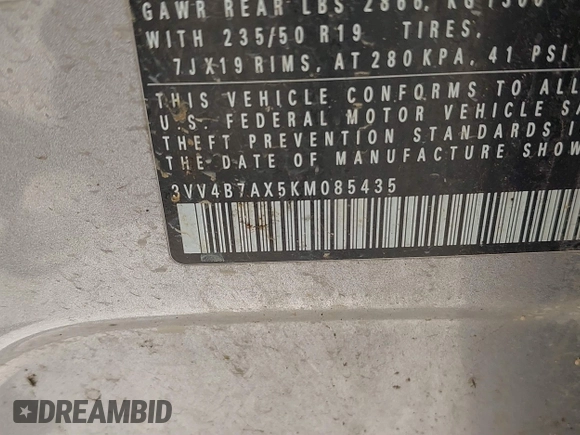 GAWR REAR LBS 2866, KG 1300
WITH 235/50 R19 TIRES,
7JX19 RIMS, AT 280 KPA, 41 PSI
THIS VEHICLE CONFORMS TO ALL
U.S. FEDERAL MOTOR VEHICLE SA
THEFT PREVENTION STANDARDS I
THE DATE OF MANUFACTURE SHOW
3VV4B7AX5KM085435
DREAMBID